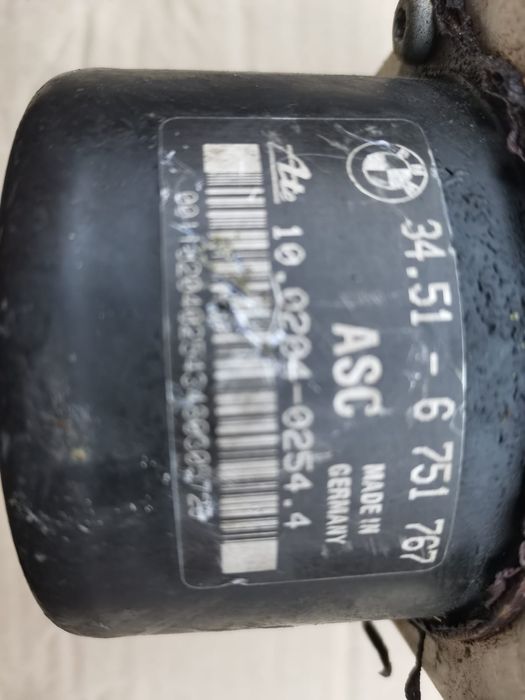 34.51 - 6 751 767
ASC
MADE IN
GERMANY
Ate 10.0204-0254.4